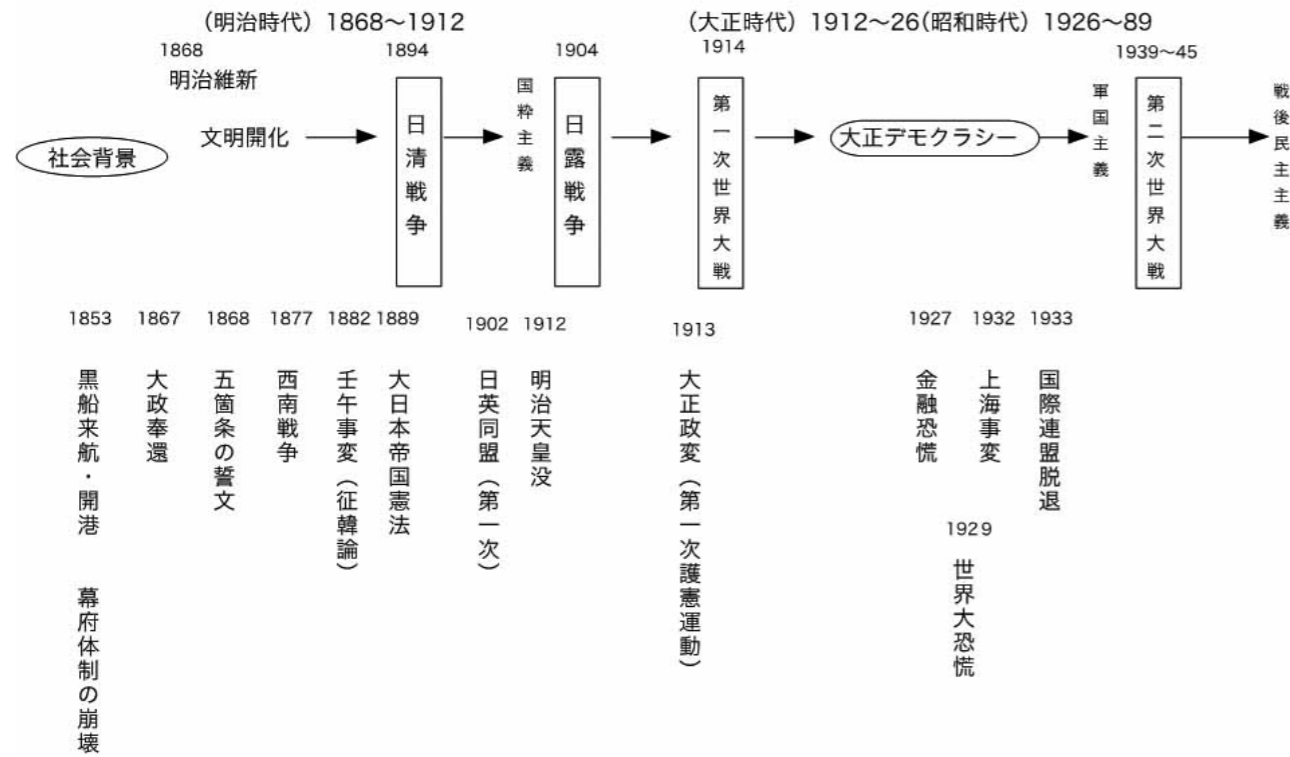 （明治時代）1868〜1912
（大正時代）1912〜26(昭和時代）1926〜89
1868
明治維新
1894
1904
1914
1939〜45
社会背景
文明開化
日清戦争
国粋主義
日露戦争
第一次世界大戦
大正デモクラシー
軍国主義
第二次世界大戦
戦後民主主義
1853
黒船来航・開港　幕府体制の崩壊
1867
大政奉還
1868
五箇条の誓文
1877
西南戦争
1882
壬午事変（征韓論）
1889
大日本帝国憲法
1902
日英同盟（第一次）
1912
明治天皇没
1913
大正政変（第一次護憲運動）
1927
金融恐慌
1929
世界大恐慌
1932
上海事変
1933
国際連盟脱退